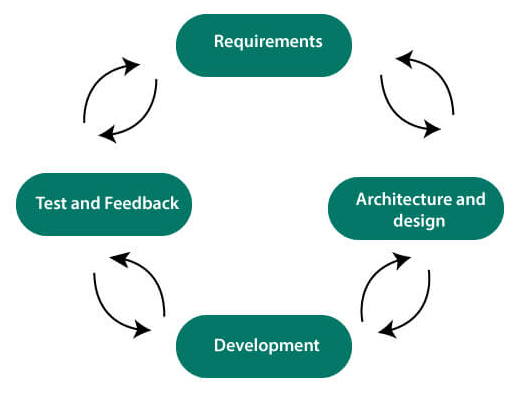 Requirements
Test and Feedback
Architecture and
design
Development